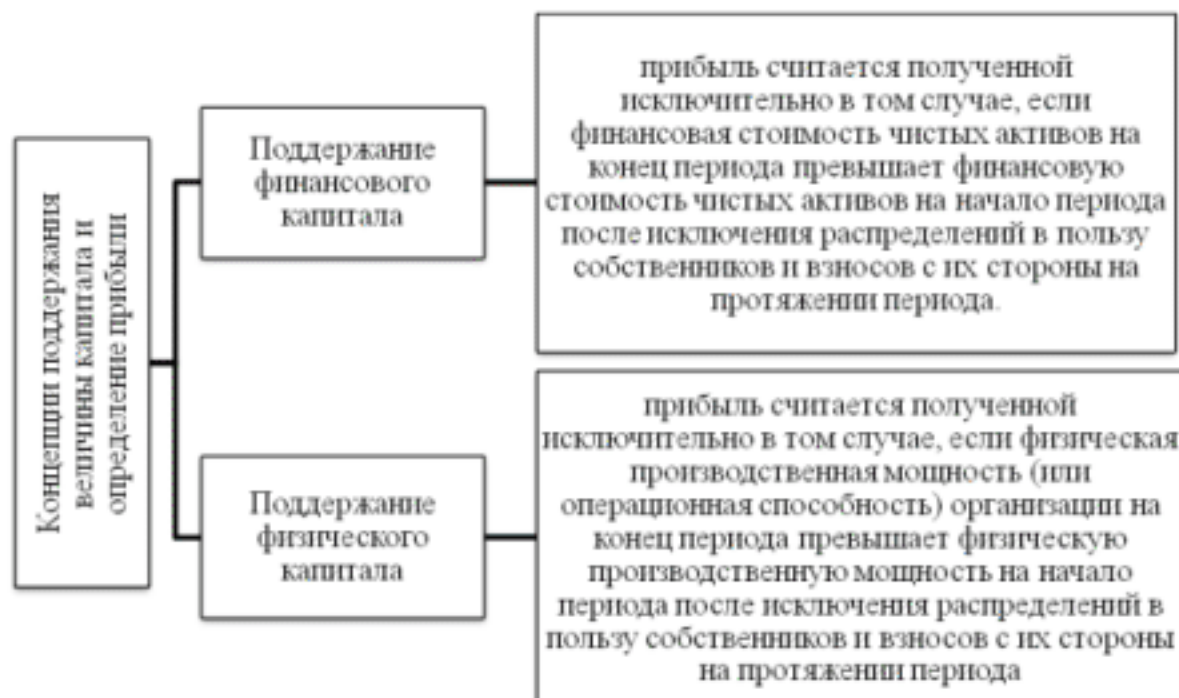 Концепции поддержания
величины капитала и
определение прибыли
Поддержание
финансового
капитала
прибыль считается полученной
исключительно в том случае, если
финансовая стоимость чистых активов на
конец периода превышает финансовую
стоимость чистых активов на начало периода
после исключения распределений в пользу
собственников и взносов с их стороны на
протяжении периода.
Поддержание
физического
капитала
прибыль считается полученной
исключительно в том случае, если физическая
производственная мощность (или
операционная способность) организации на
конец периода превышает физическую
производственную мощность на начало
периода после исключения распределений в
пользу собственников и взносов с их стороны
на протяжении периода